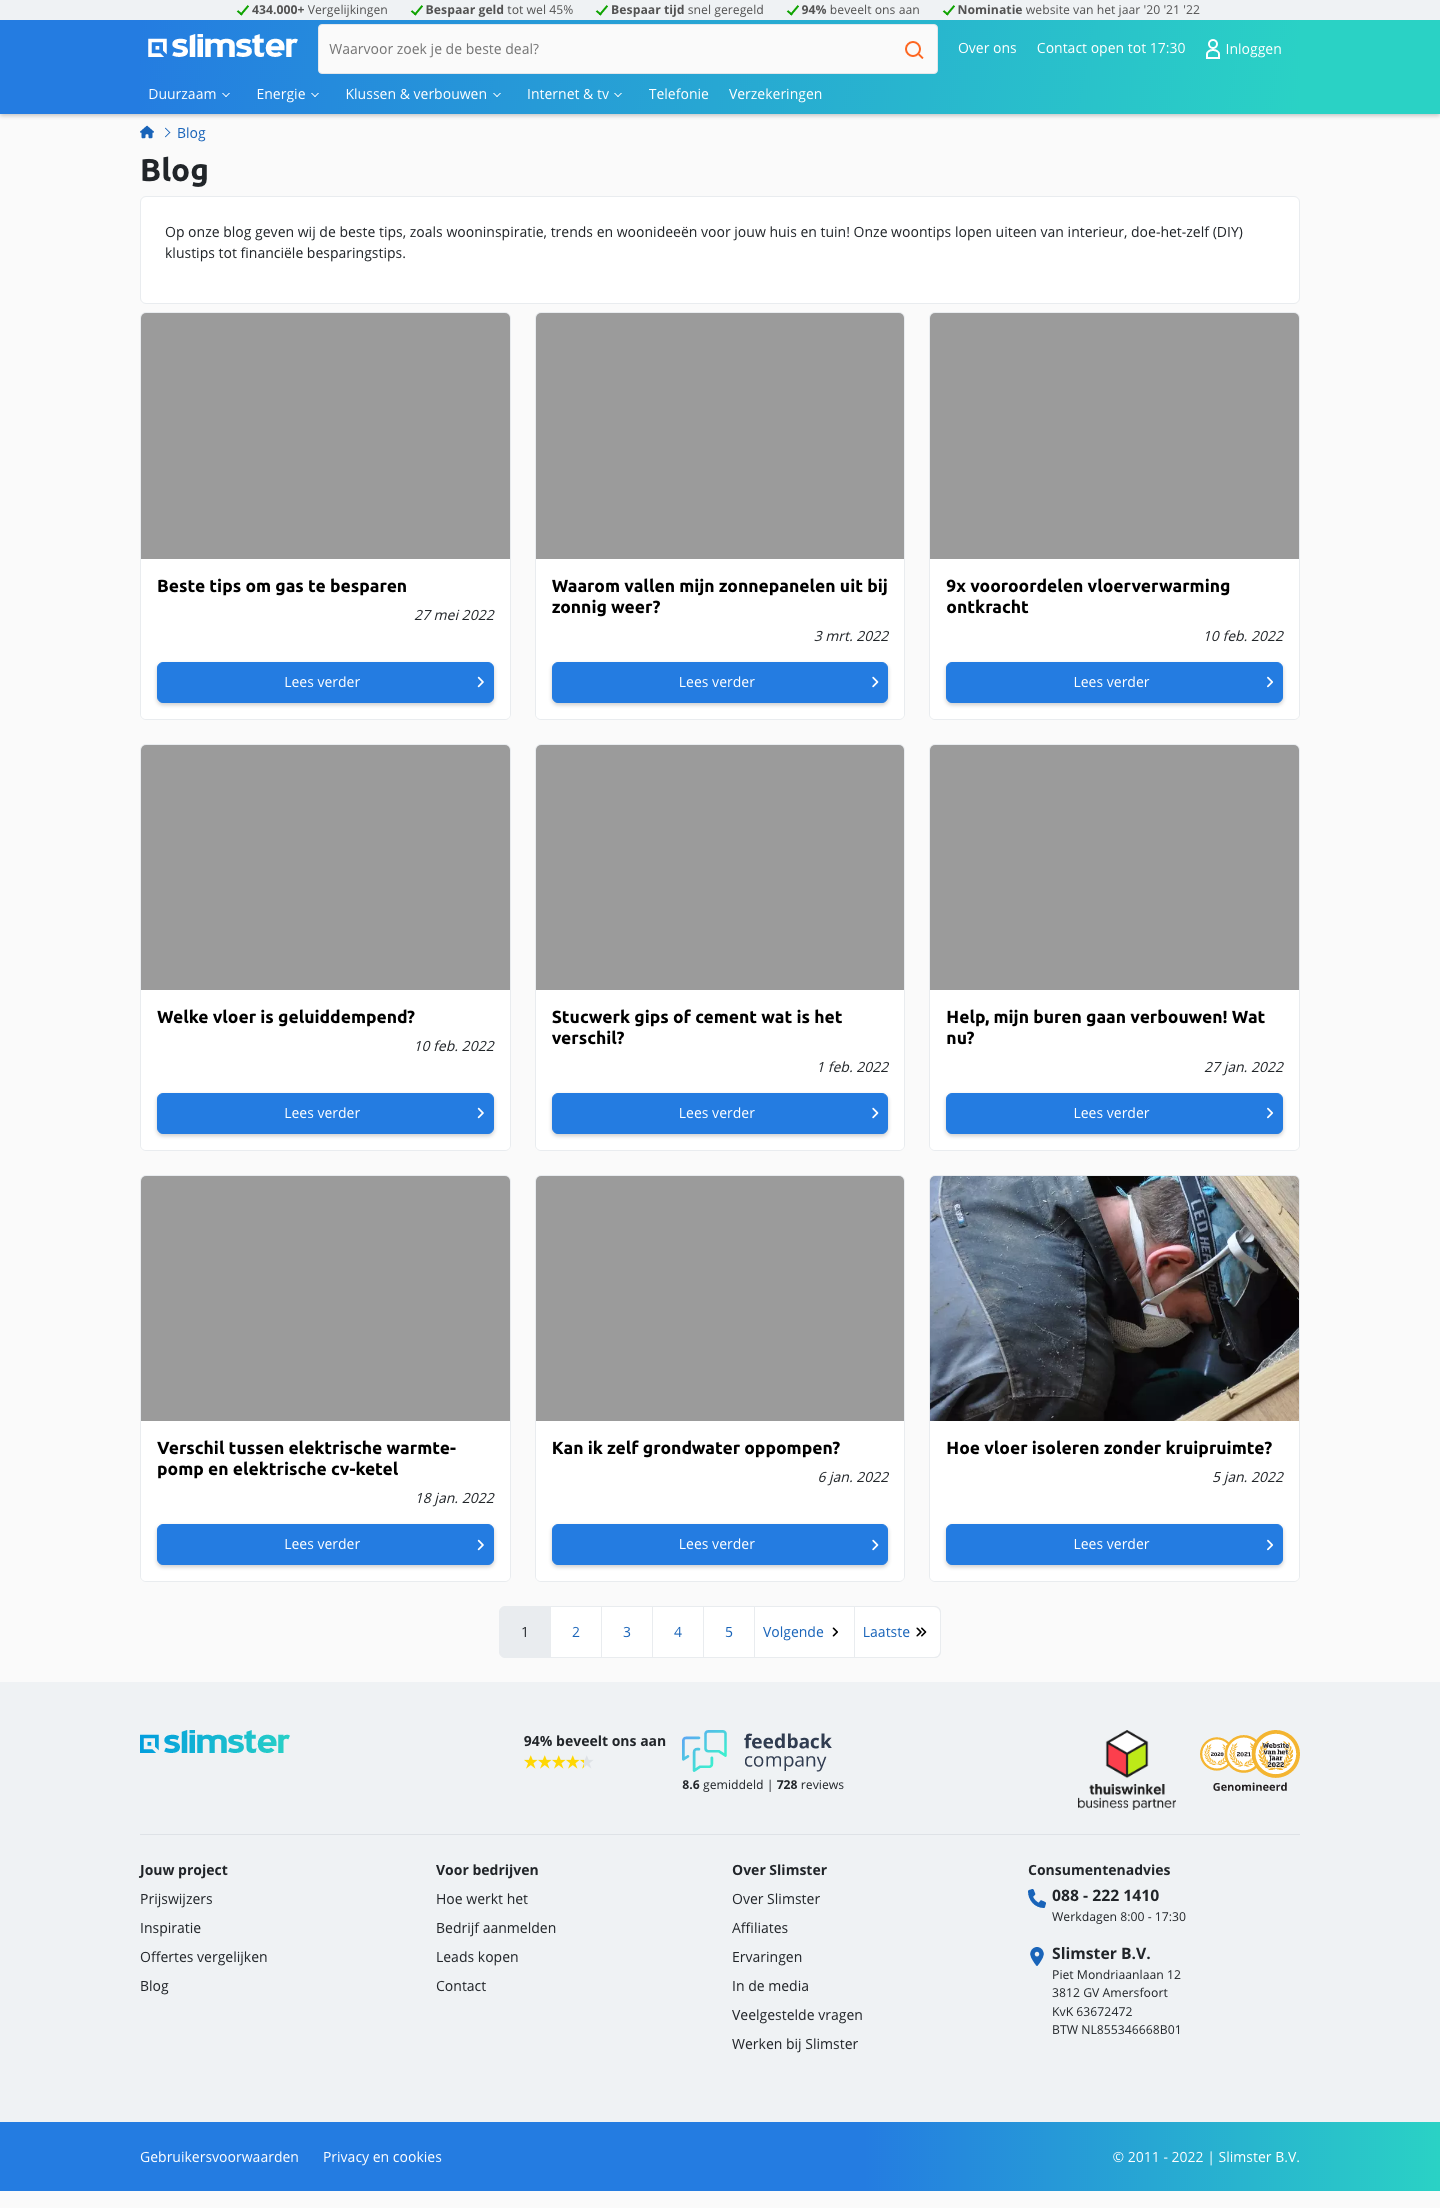 434.000+ Vergelijkingen Bespaar geld tot wel 45% Bespaar tijd snel geregeld 94% beveelt ons aan Nominatie website van het jaar '20 '21 '22
slimster Waarvoor zoek je de beste deal? Over ons Contact open tot 17:30 Inloggen
Duurzaam Energie Klussen & verbouwen Internet & tv Telefonie Verzekeringen
Blog
Blog
Op onze blog geven wij de beste tips, zoals wooninspiratie, trends en woonideeën voor jouw huis en tuin! Onze woontips lopen uiteen van interieur, doe-het-zelf (DIY)
klustips tot financiële besparingstips.
Beste tips om gas te besparen
27 mei 2022
Lees verder
Waarom vallen mijn zonnepanelen uit bij
zonnig weer?
3 mrt. 2022
Lees verder
9x vooroordelen vloerverwarming
ontkracht
10 feb. 2022
Lees verder
Welke vloer is geluiddempend?
10 feb. 2022
Lees verder
Stucwerk gips of cement wat is het
verschil?
1 feb. 2022
Lees verder
Help, mijn buren gaan verbouwen! Wat
nu?
27 jan. 2022
Lees verder
Verschil tussen elektrische warmte-
pomp en elektrische cv-ketel
18 jan. 2022
Lees verder
Kan ik zelf grondwater oppompen?
6 jan. 2022
Lees verder
LED
Hoe vloer isoleren zonder kruipruimte?
5 jan. 2022
Lees verder
1 2 3 4 5 Volgende Laatste
slimster
94% beveelt ons aan
feedback
company
8.6 gemiddeld | 728 reviews
thuiswinkel
business partner
2020
2021
Website
van het
Jaar
2022
Genomineerd
Jouw project
Prijswijzers
Inspiratie
Offertes vergelijken
Blog
Voor bedrijven
Hoe werkt het
Bedrijf aanmelden
Leads kopen
Contact
Over Slimster
Over Slimster
Affiliates
Ervaringen
In de media
Veelgestelde vragen
Werken bij Slimster
Consumentenadvies
088 - 222 1410
Werkdagen 8:00 - 17:30
Slimster B.V.
Piet Mondriaanlaan 12
3812 GV Amersfoort
KvK 63672472
BTW NL855346668B01
Gebruikersvoorwaarden Privacy en cookies © 2011 - 2022 | Slimster B.V.